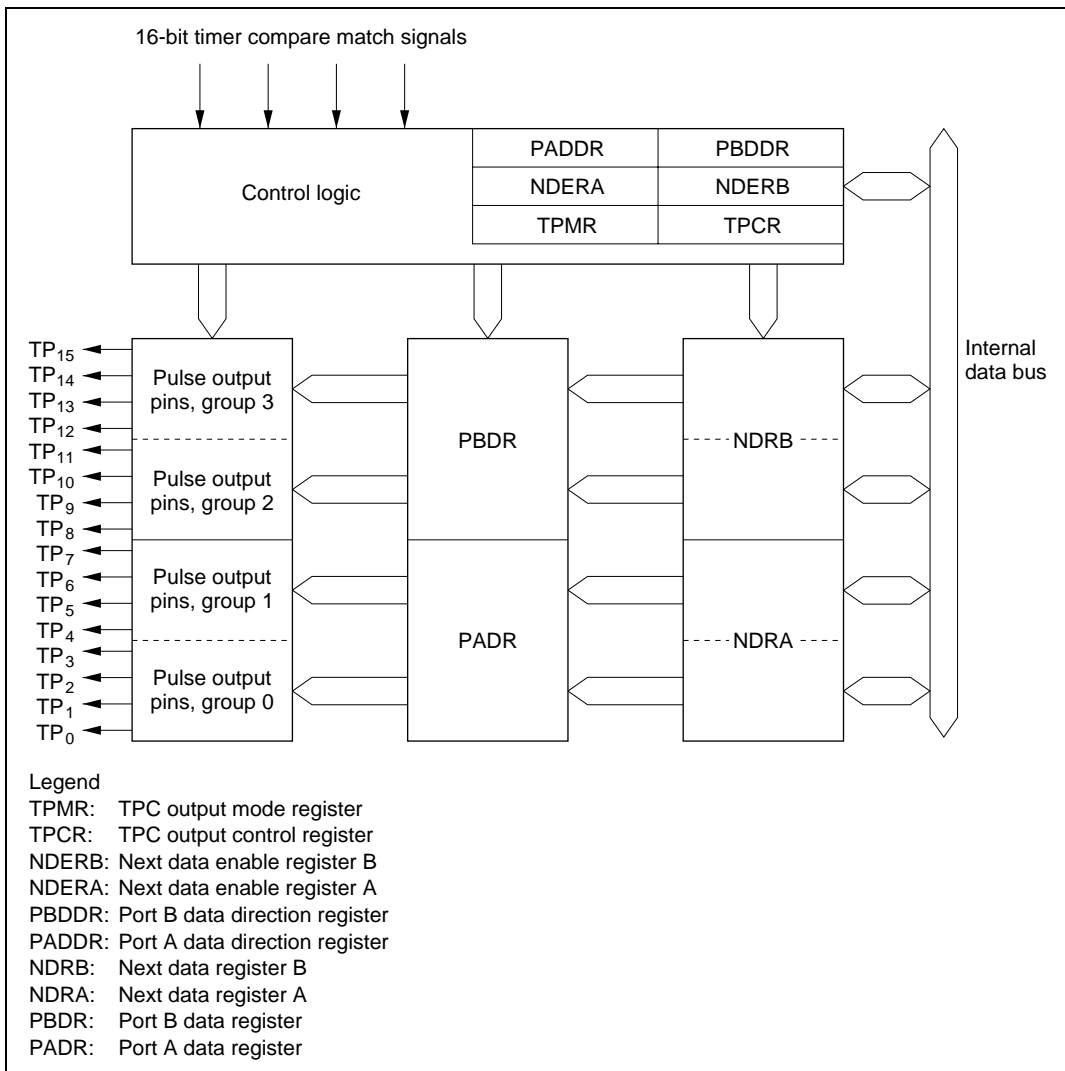 16-bit timer compare match signals
Control logic
PADDR PBDDR
NDERA NDERB
TPMR TPCR
Internal
data bus
TP15
TP14
TP13
TP12
TP11
TP10
TP9
TP8
TP7
TP6
TP5
TP4
TP3
TP2
TP1
TP0
Pulse output
pins, group 3
Pulse output
pins, group 2
Pulse output
pins, group 1
Pulse output
pins, group 0
PBDR
PADR
NDRB
NDRA
Legend
TPMR: TPC output mode register
TPCR: TPC output control register
NDERB: Next data enable register B
NDERA: Next data enable register A
PBDDR: Port B data direction register
PADDR: Port A data direction register
NDRB: Next data register B
NDRA: Next data register A
PBDR: Port B data register
PADR: Port A data register